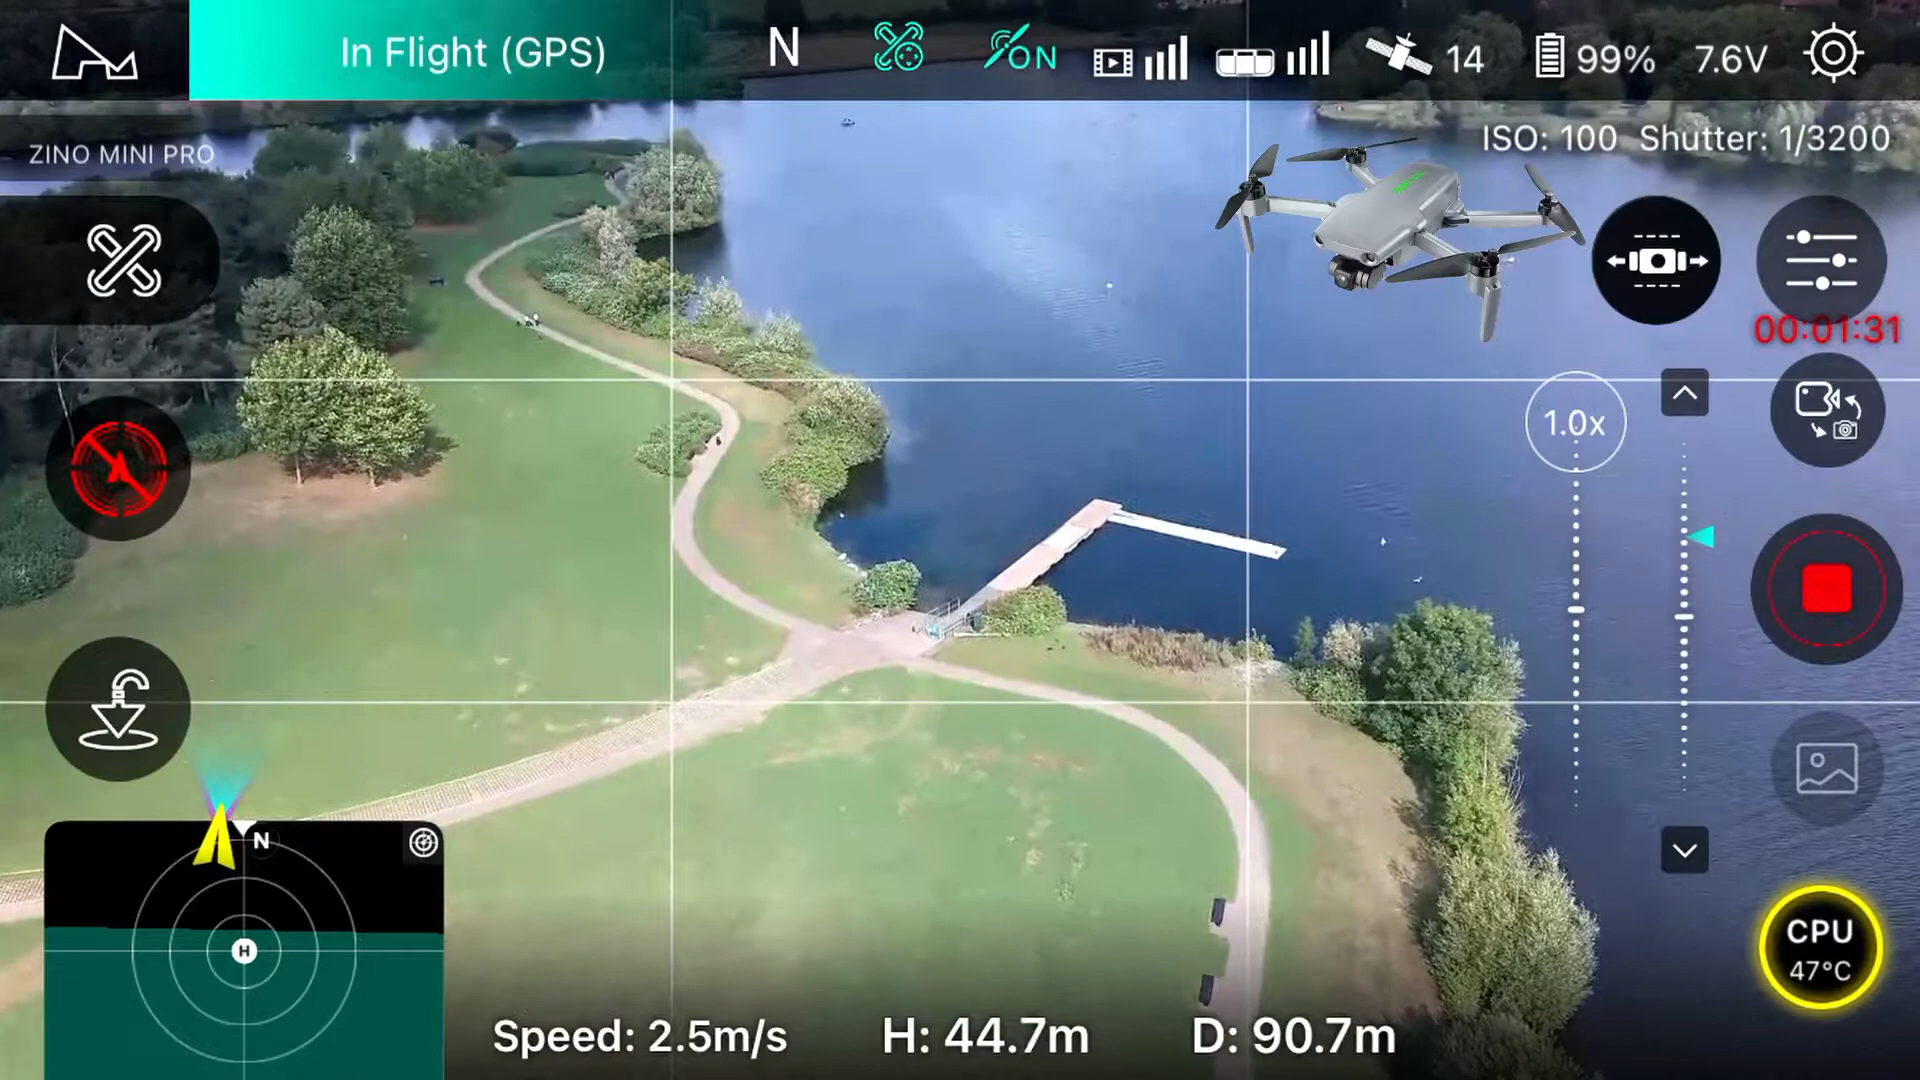 In Flight (GPS)
N
ON
14
99%
7.6V
ISO: 100 Shutter: 1/3200
ZINO MINI PRO
00:01:31
1.0x
N
H
CPU
47°C
Speed: 2.5m/s
H: 44.7m
D: 90.7m